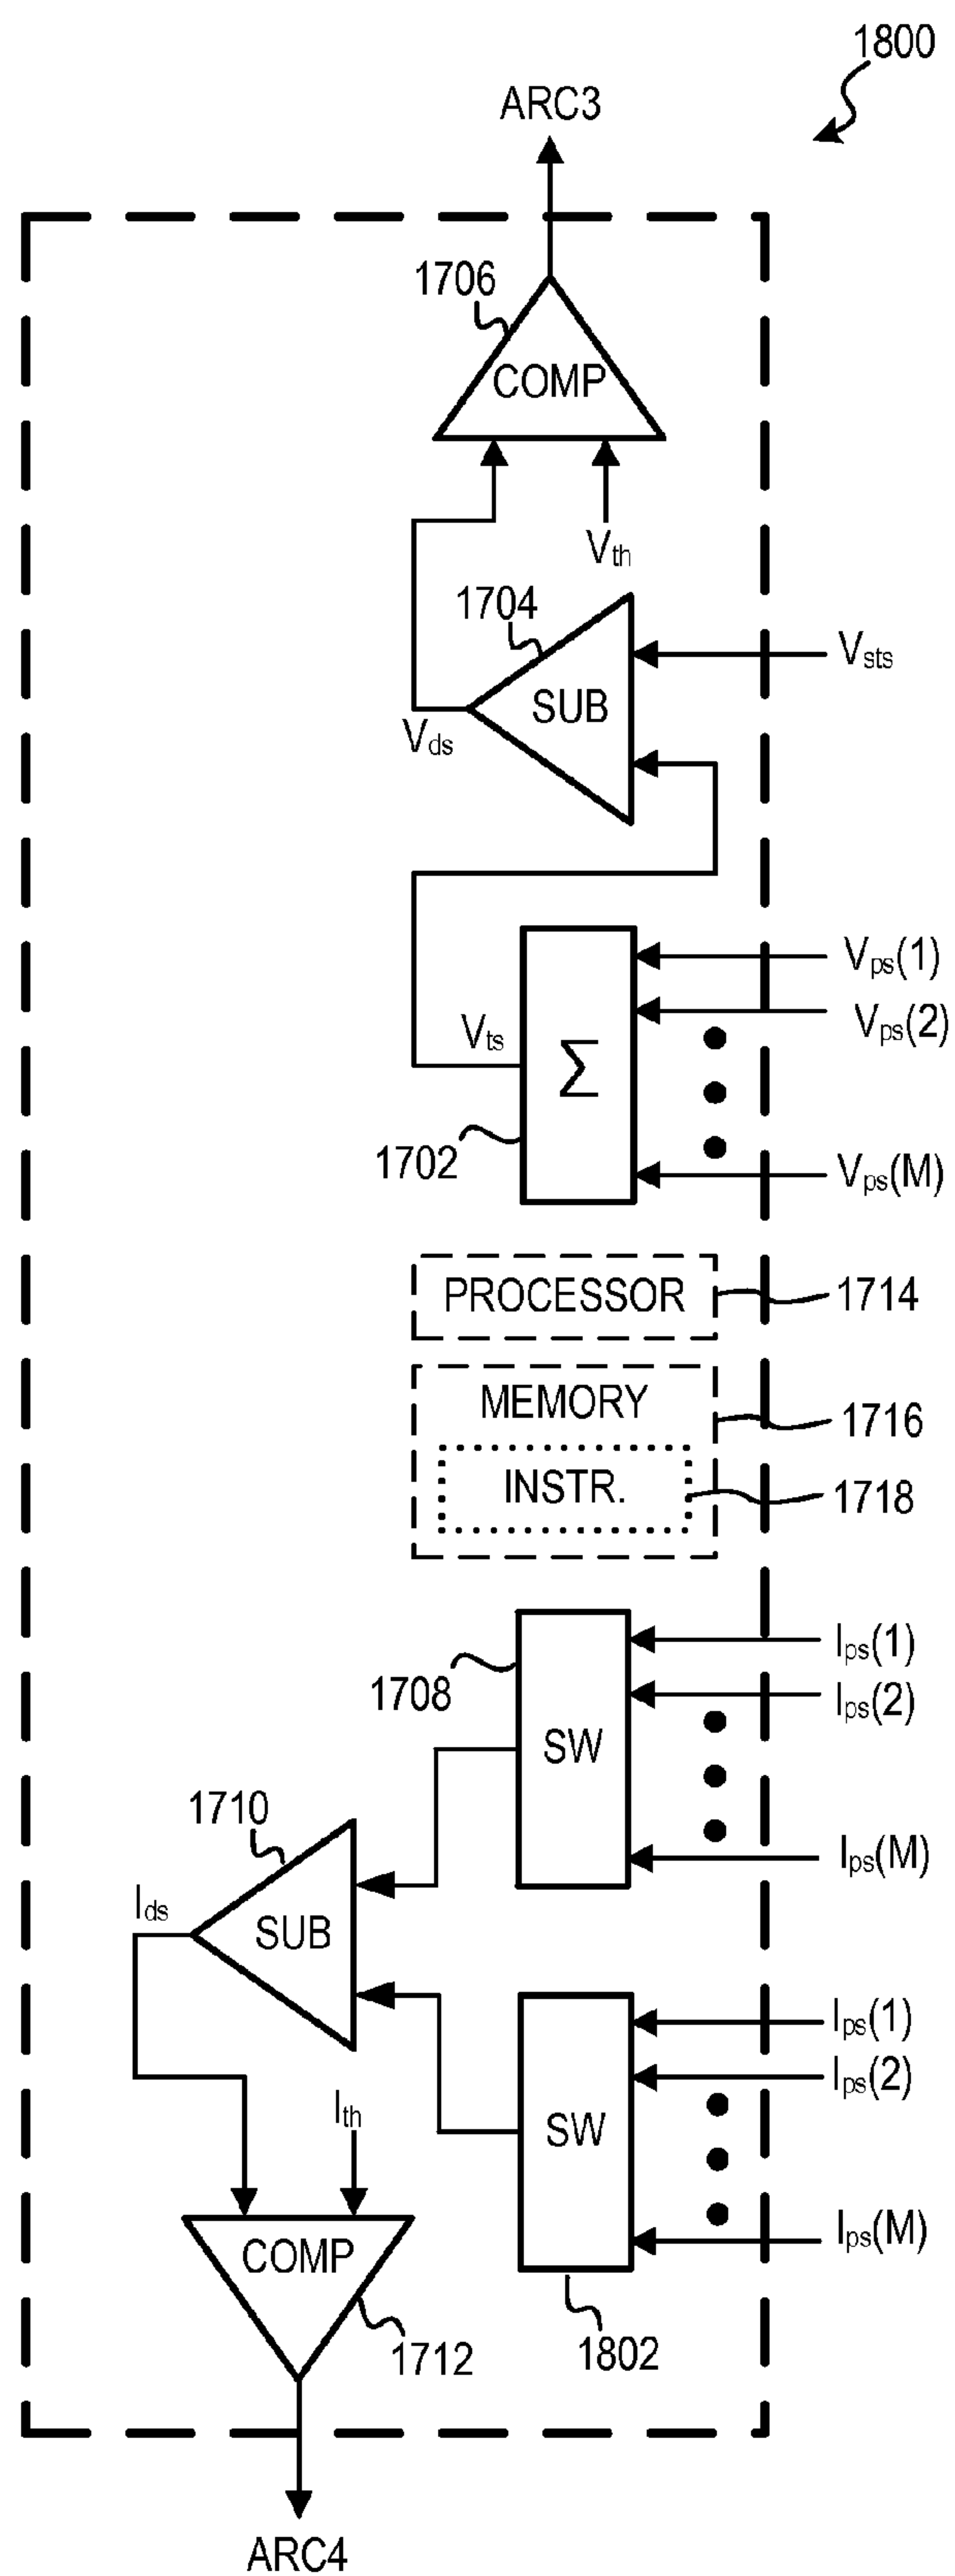 1800
ARC3
1706
COMP
Vth
1704
Vsts
SUB
Vds
Vps(1)
Vps(2)
Vts
Σ
1702
Vps(M)
PROCESSOR
1714
MEMORY
1716
INSTR.
1718
Ips(1)
1708
Ips(2)
SW
1710
Ips(M)
Ids
SUB
Ips(1)
Ips(2)
Ith
SW
COMP
Ips(M)
1712
1802
ARC4